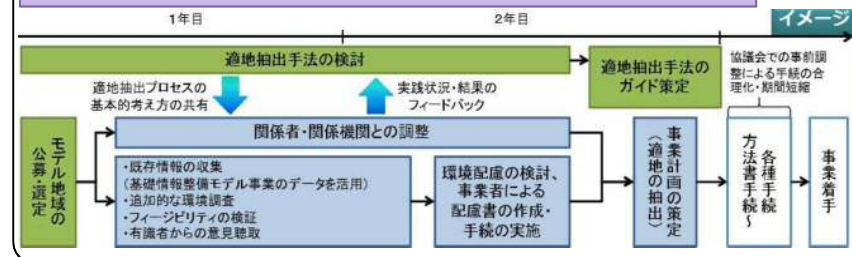 1年目
2年目
イメージ
適地抽出手法の検討
適地抽出手法の
ガイド策定
協議会での事前調
整による手続の合
理化・期間短縮
適地抽出プロセスの
基本的考え方の共有
実践状況・結果の
フィードバック
モデル地域の
公募・選定
関係者・関係機関との調整
・既存情報の収集
(基礎情報整備モデル事業のデータを活用)
・追加的な環境調査
・フィージビリティの検証
・有識者からの意見聴取
環境配慮の検討、
事業者による
配慮書の作成・
手続の実施
事業計画の策定
(適地の抽出)
各種手続
方法書手続~
事業着手